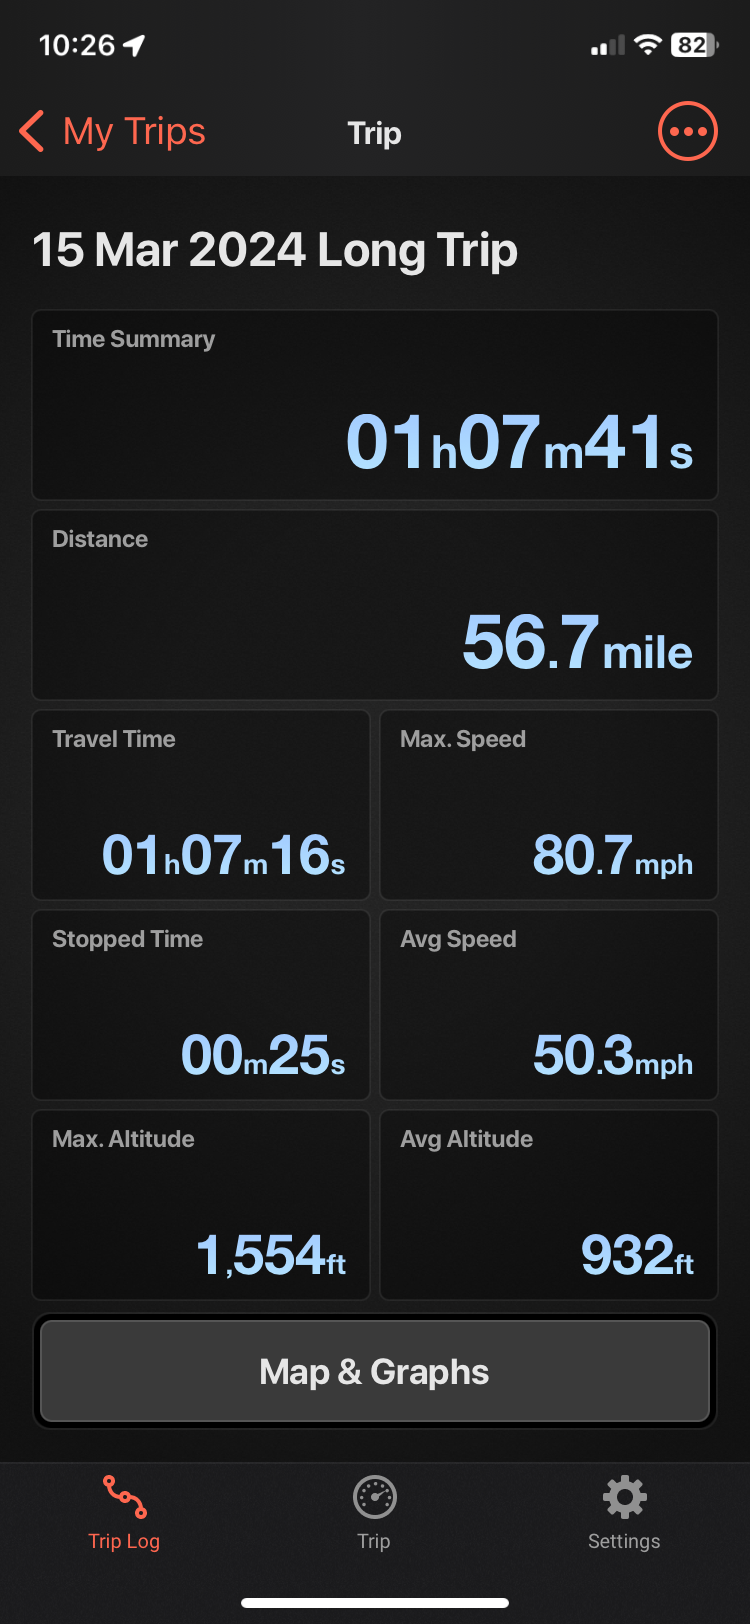 10:26
82
My Trips
Trip
15 Mar 2024 Long Trip
Time Summary
01h07m41s
Distance
56.7mile
Travel Time
Max. Speed
01h07m16s
80.7mph
Stopped Time
Avg Speed
00m25s
50.3mph
Max. Altitude
Avg Altitude
1,554ft
932ft
Map & Graphs
Trip Log
Trip
Settings